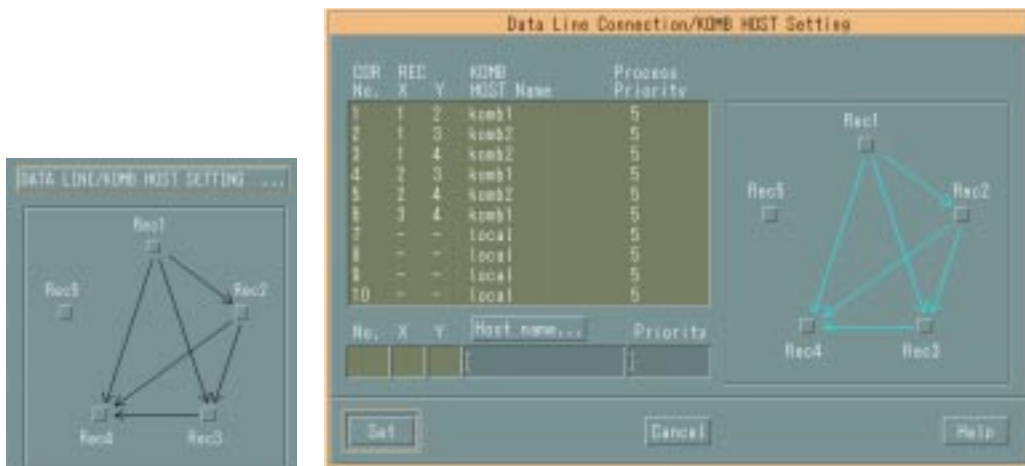 DATA LINE/KOMB HOST SETTING ...
Rec1
Rec5
Rec2
Rec4
Rec3
Data Line Connection/KOMB HOST Setting
COR REC KOMB Process
No. X Y HOST Name Priority
1 1 2 komb1 5
2 1 3 komb2 5
3 1 4 komb2 5
4 2 3 komb1 5
5 2 4 komb2 5
6 3 4 komb1 5
7 - - local 5
8 - - local 5
9 - - local 5
10 - - local 5
No. X Y Host name... Priority
Rec1
Rec5
Rec2
Rec4
Rec3
Set Cancel Help